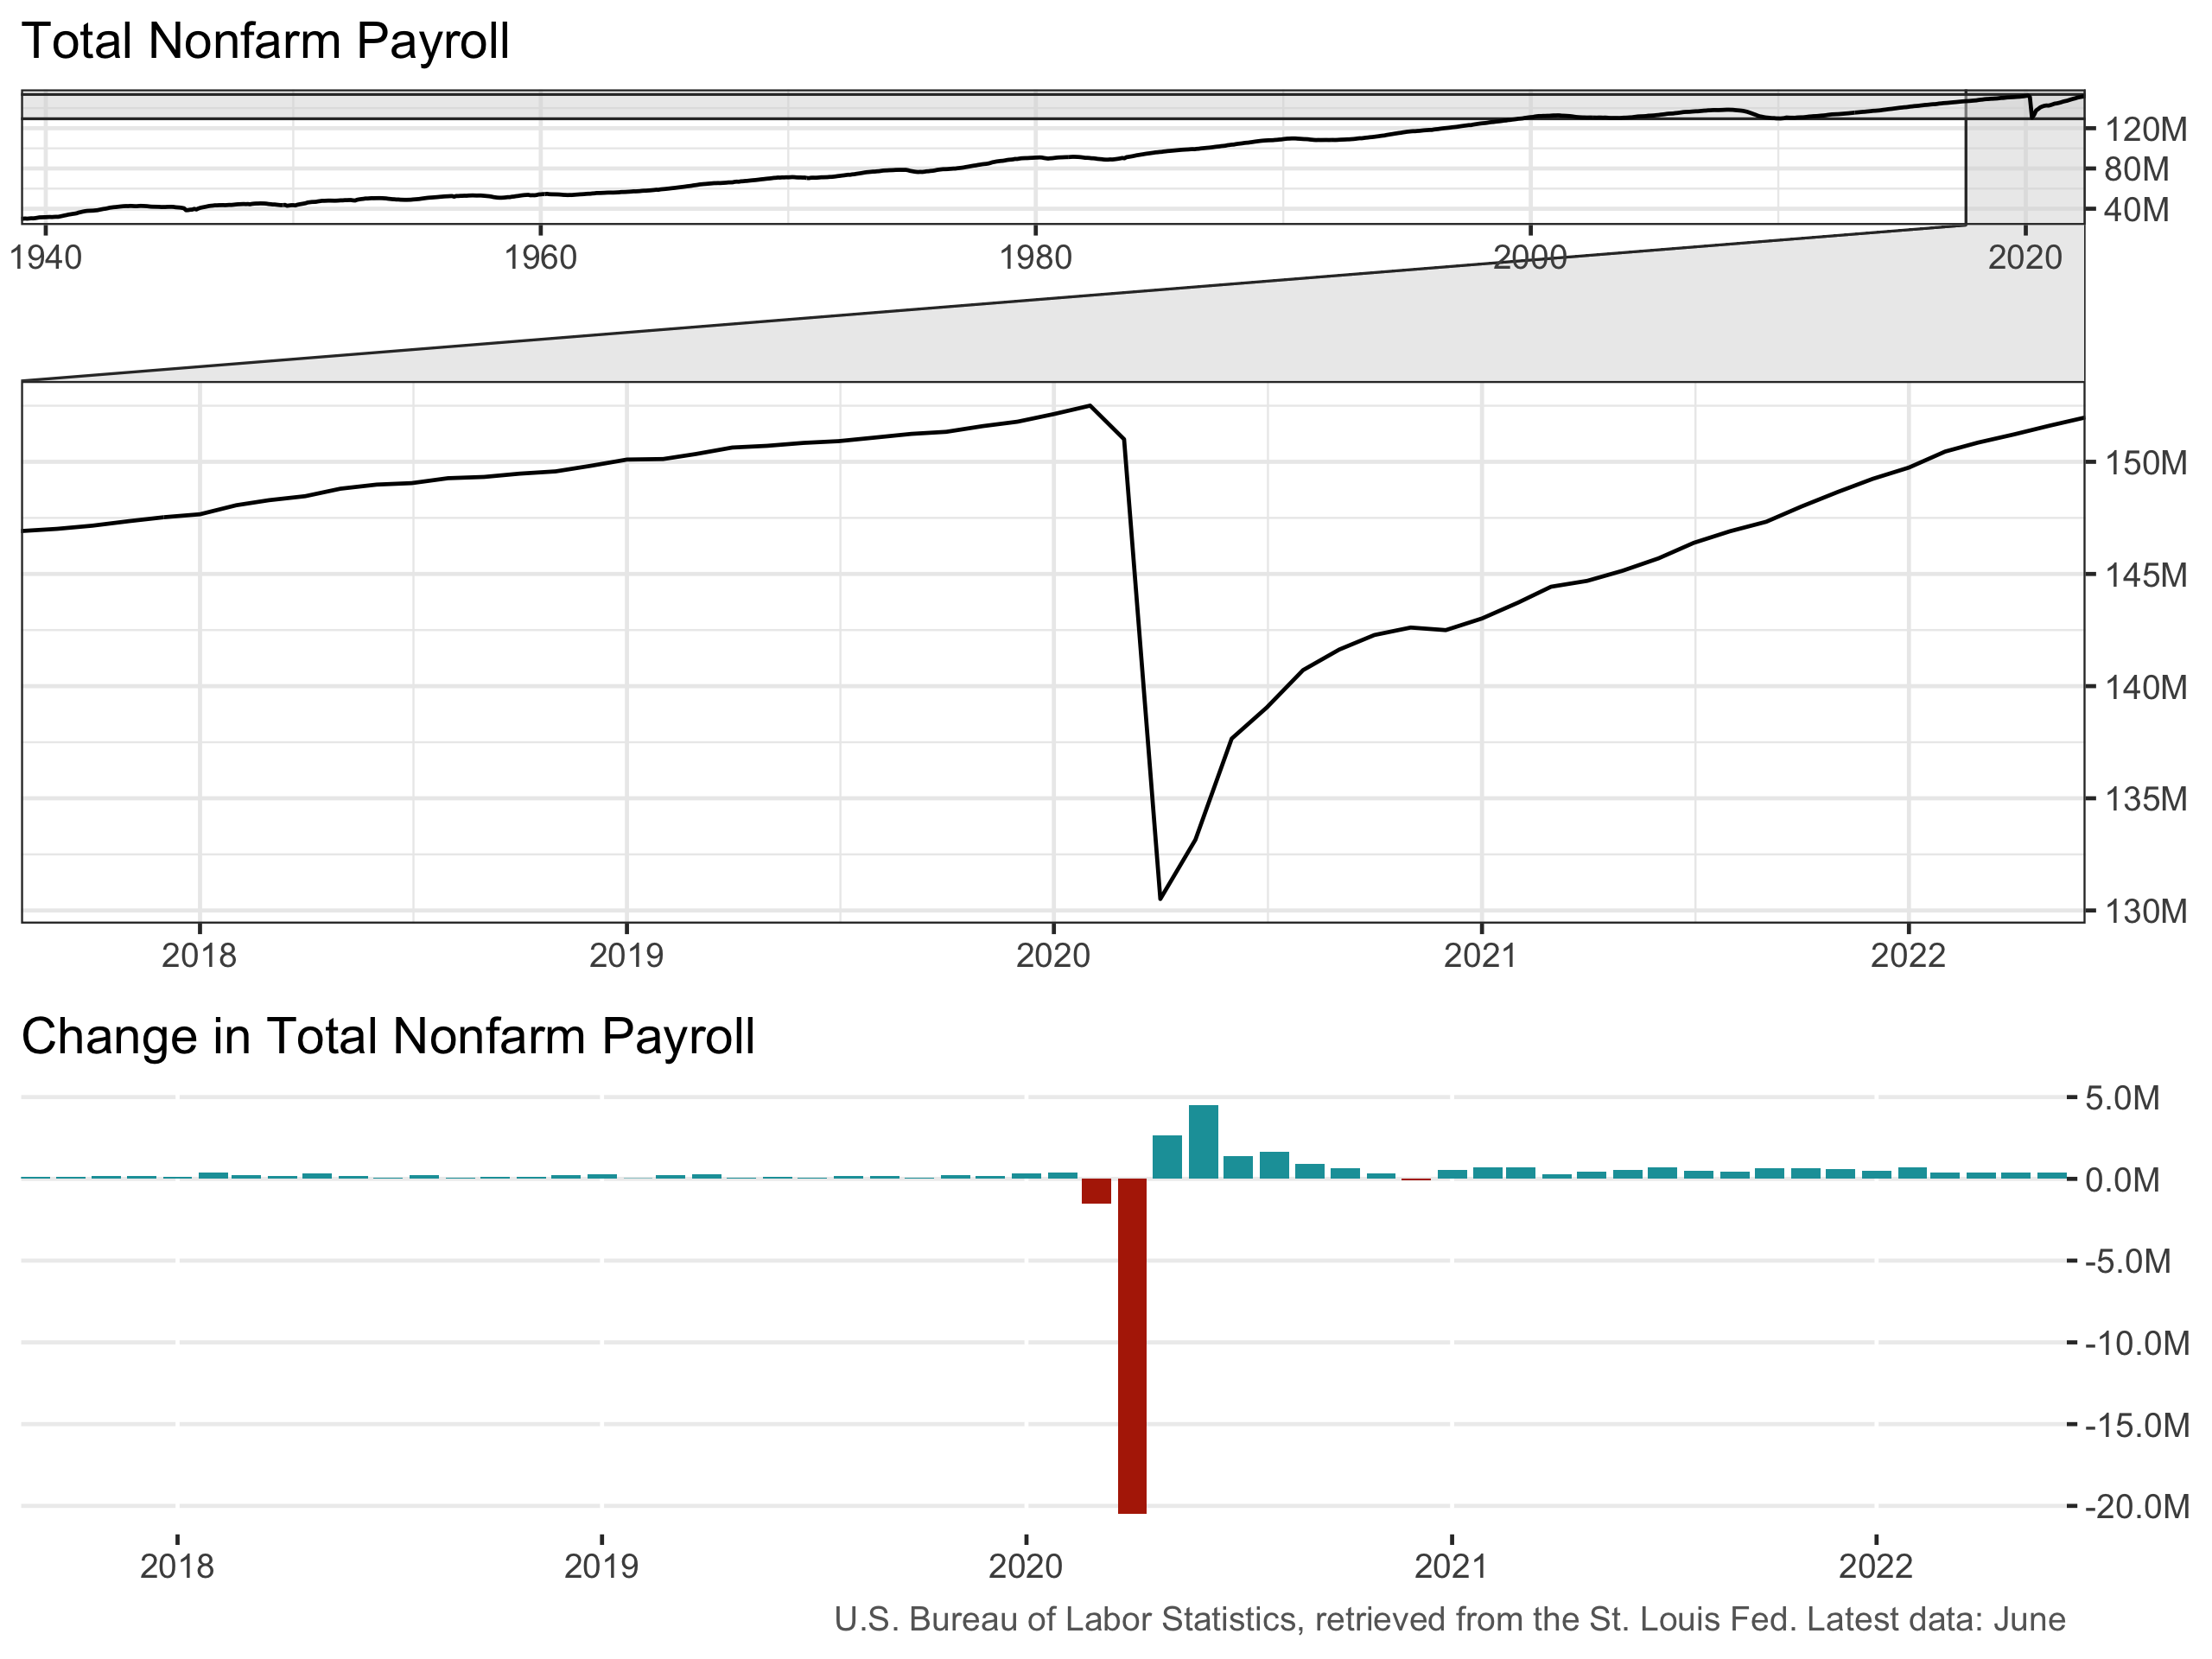 Total Nonfarm Payroll
120M
80M
40M
1940 1960 1980 2000 2020
150M
145M
140M
135M
130M
2018 2019 2020 2021 2022
Change in Total Nonfarm Payroll
5.0M
0.0M
-5.0M
-10.0M
-15.0M
-20.0M
2018 2019 2020 2021 2022
U.S. Bureau of Labor Statistics, retrieved from the St. Louis Fed. Latest data: June